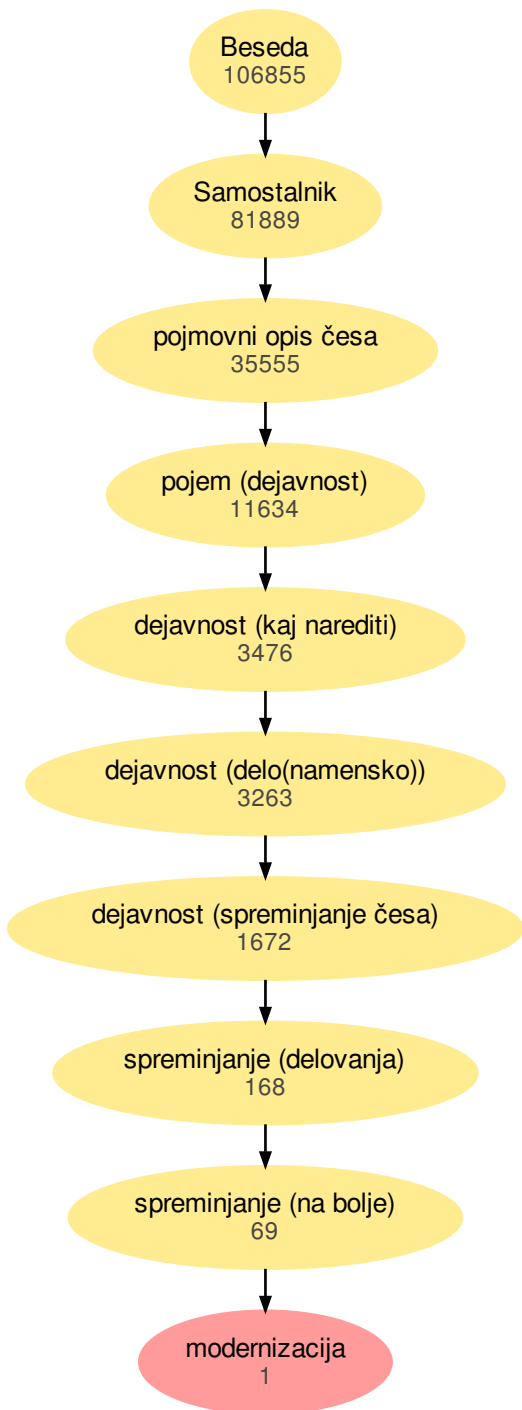 Beseda
106855
Samostalnik
81889
pojmovni opis česa
35555
pojem (dejavnost)
11634
dejavnost (kaj narediti)
3476
dejavnost (delo(namensko))
3263
dejavnost (spreminjanje česa)
1672
spreminjanje (delovanja)
168
spreminjanje (na bolje)
69
modernizacija
1